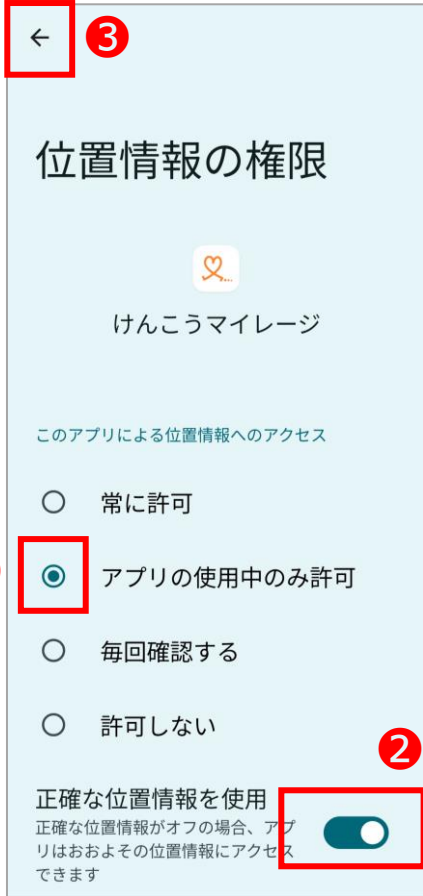 ← ❸
位置情報の権限
けんこうマイレージ
このアプリによる位置情報へのアクセス
常に許可
アプリの使用中のみ許可
毎回確認する
許可しない
❷
正確な位置情報を使用
正確な位置情報がオフの場合、アプ
リはおおよその位置情報にアクセス
できます